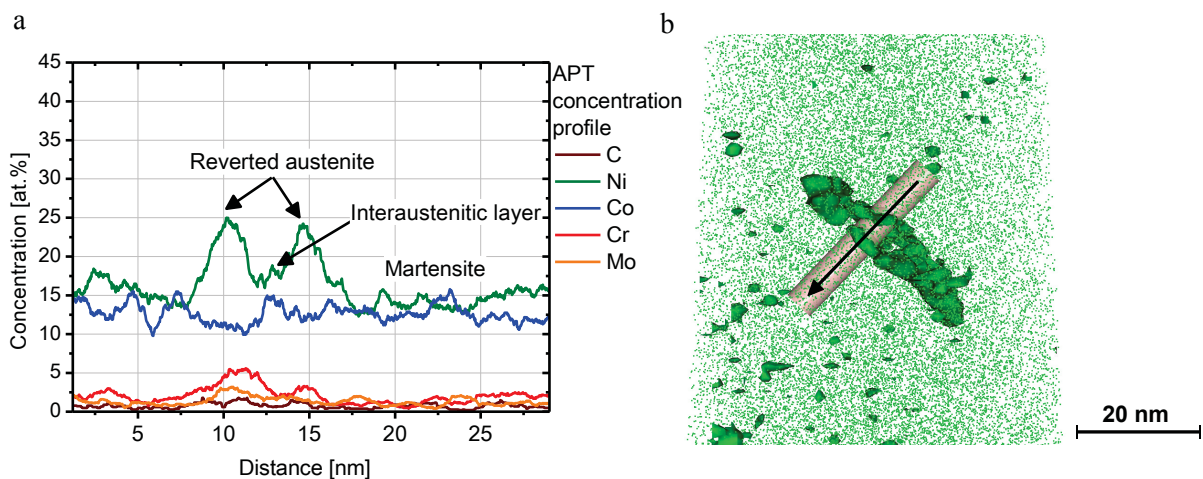 a
45
40
35
30
25
20
15
10
5
0
Concentration [at.%]
Reverted austenite
Interaustenitic layer
Martensite
5 10 15 20 25
Distance [nm]
APT
concentration
profile
C
Ni
Co
Cr
Mo
b
20 nm